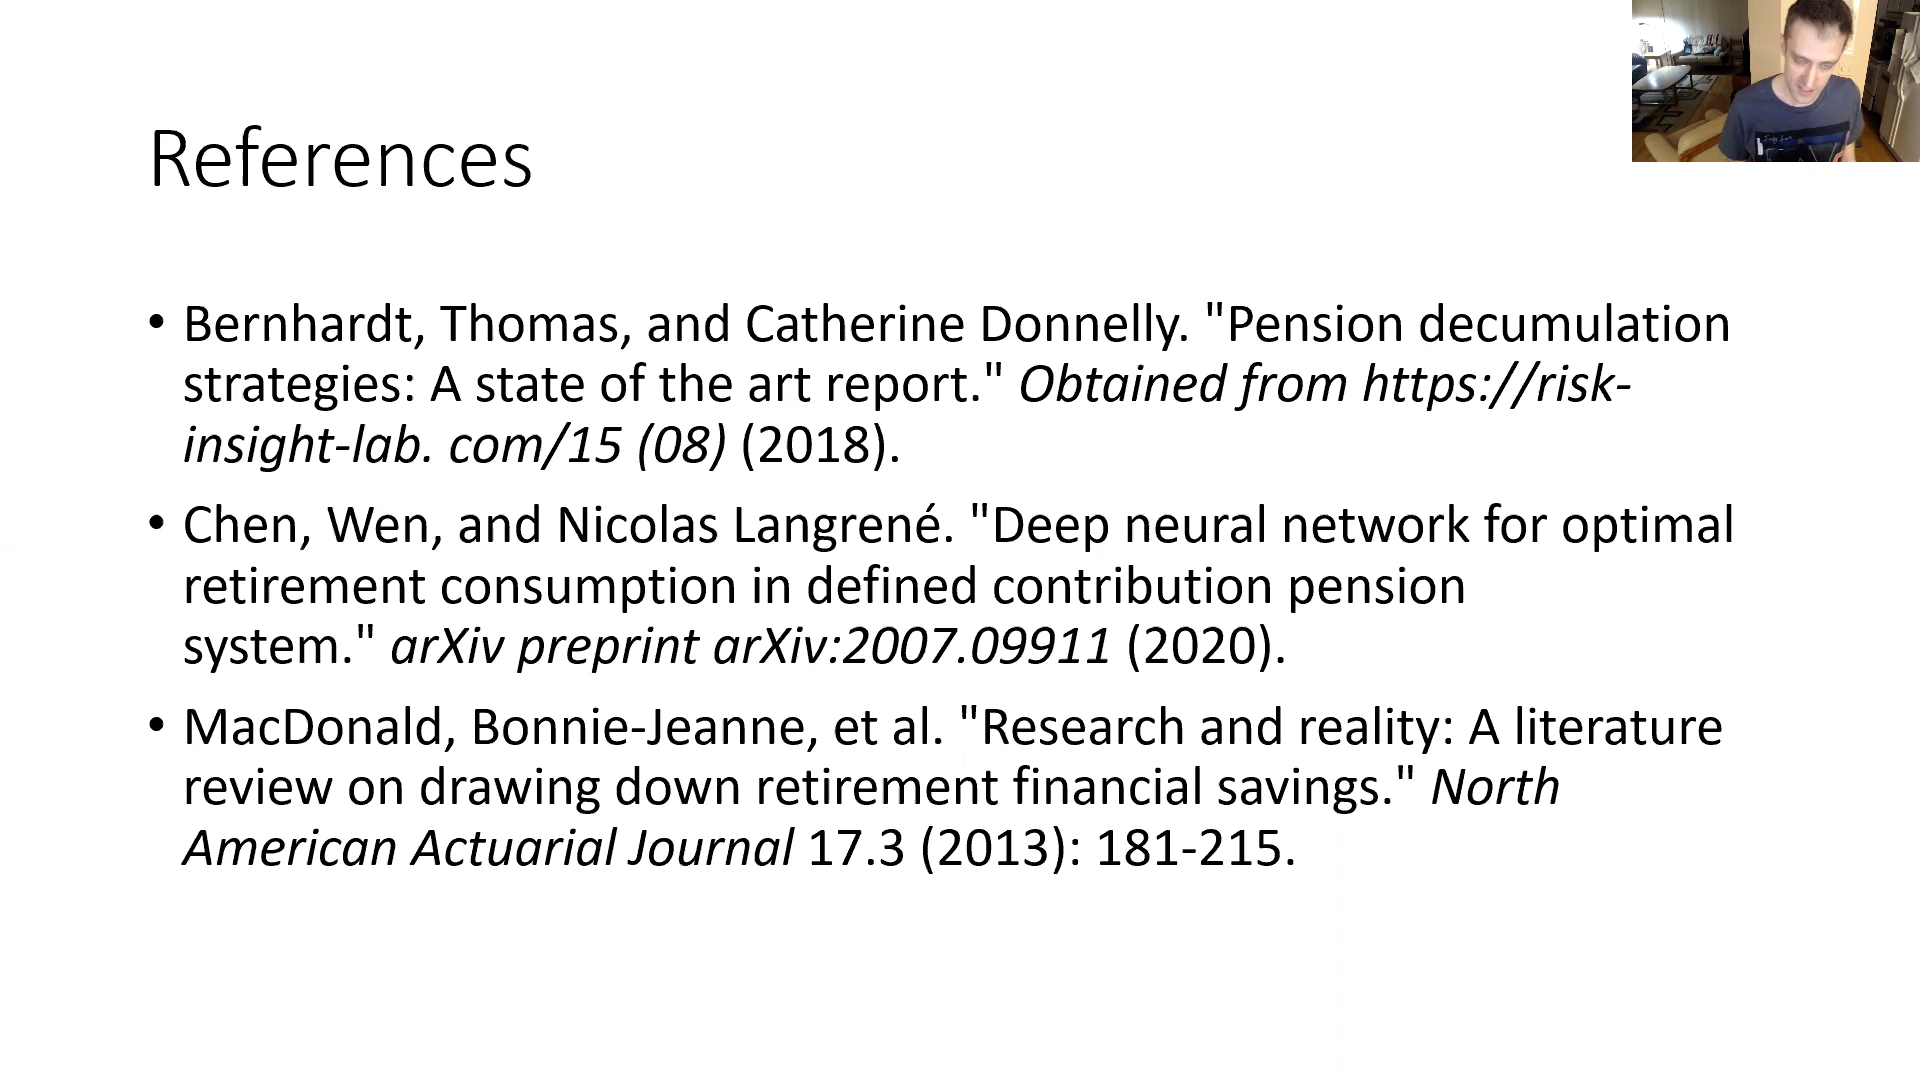 References
• Bernhardt, Thomas, and Catherine Donnelly. "Pension decumulation
strategies: A state of the art report." Obtained from https://risk-
insight-lab. com/15 (08) (2018).
• Chen, Wen, and Nicolas Langrené. "Deep neural network for optimal
retirement consumption in defined contribution pension
system." arXiv preprint arXiv:2007.09911 (2020).
• MacDonald, Bonnie-Jeanne, et al. "Research and reality: A literature
review on drawing down retirement financial savings." North
American Actuarial Journal 17.3 (2013): 181-215.